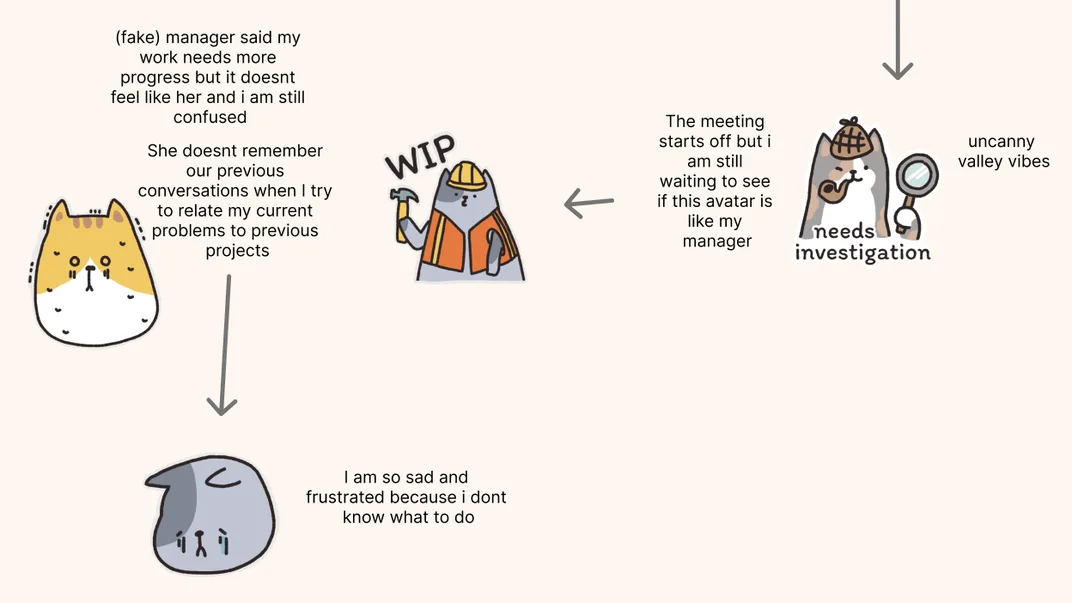 (fake) manager said my
work needs more
progress but it doesnt
feel like her and i am still
confused
She doesnt remember
our previous
conversations when I try
to relate my current
problems to previous
projects
WIP
The meeting
starts off but i
am still
waiting to see
if this avatar is
like my
manager
needs
investigation
uncanny
valley vibes
I am so sad and
frustrated because i dont
know what to do